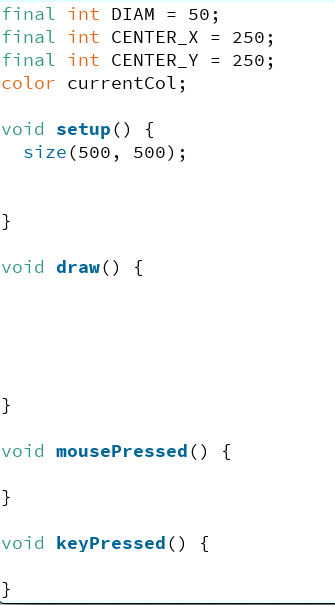 final int DIAM = 50;
final int CENTER_X = 250;
final int CENTER_Y = 250;
color currentCol;
void setup() {
  size(500, 500);
}
void draw() {
}
void mousePressed() {
}
void keyPressed() {
}